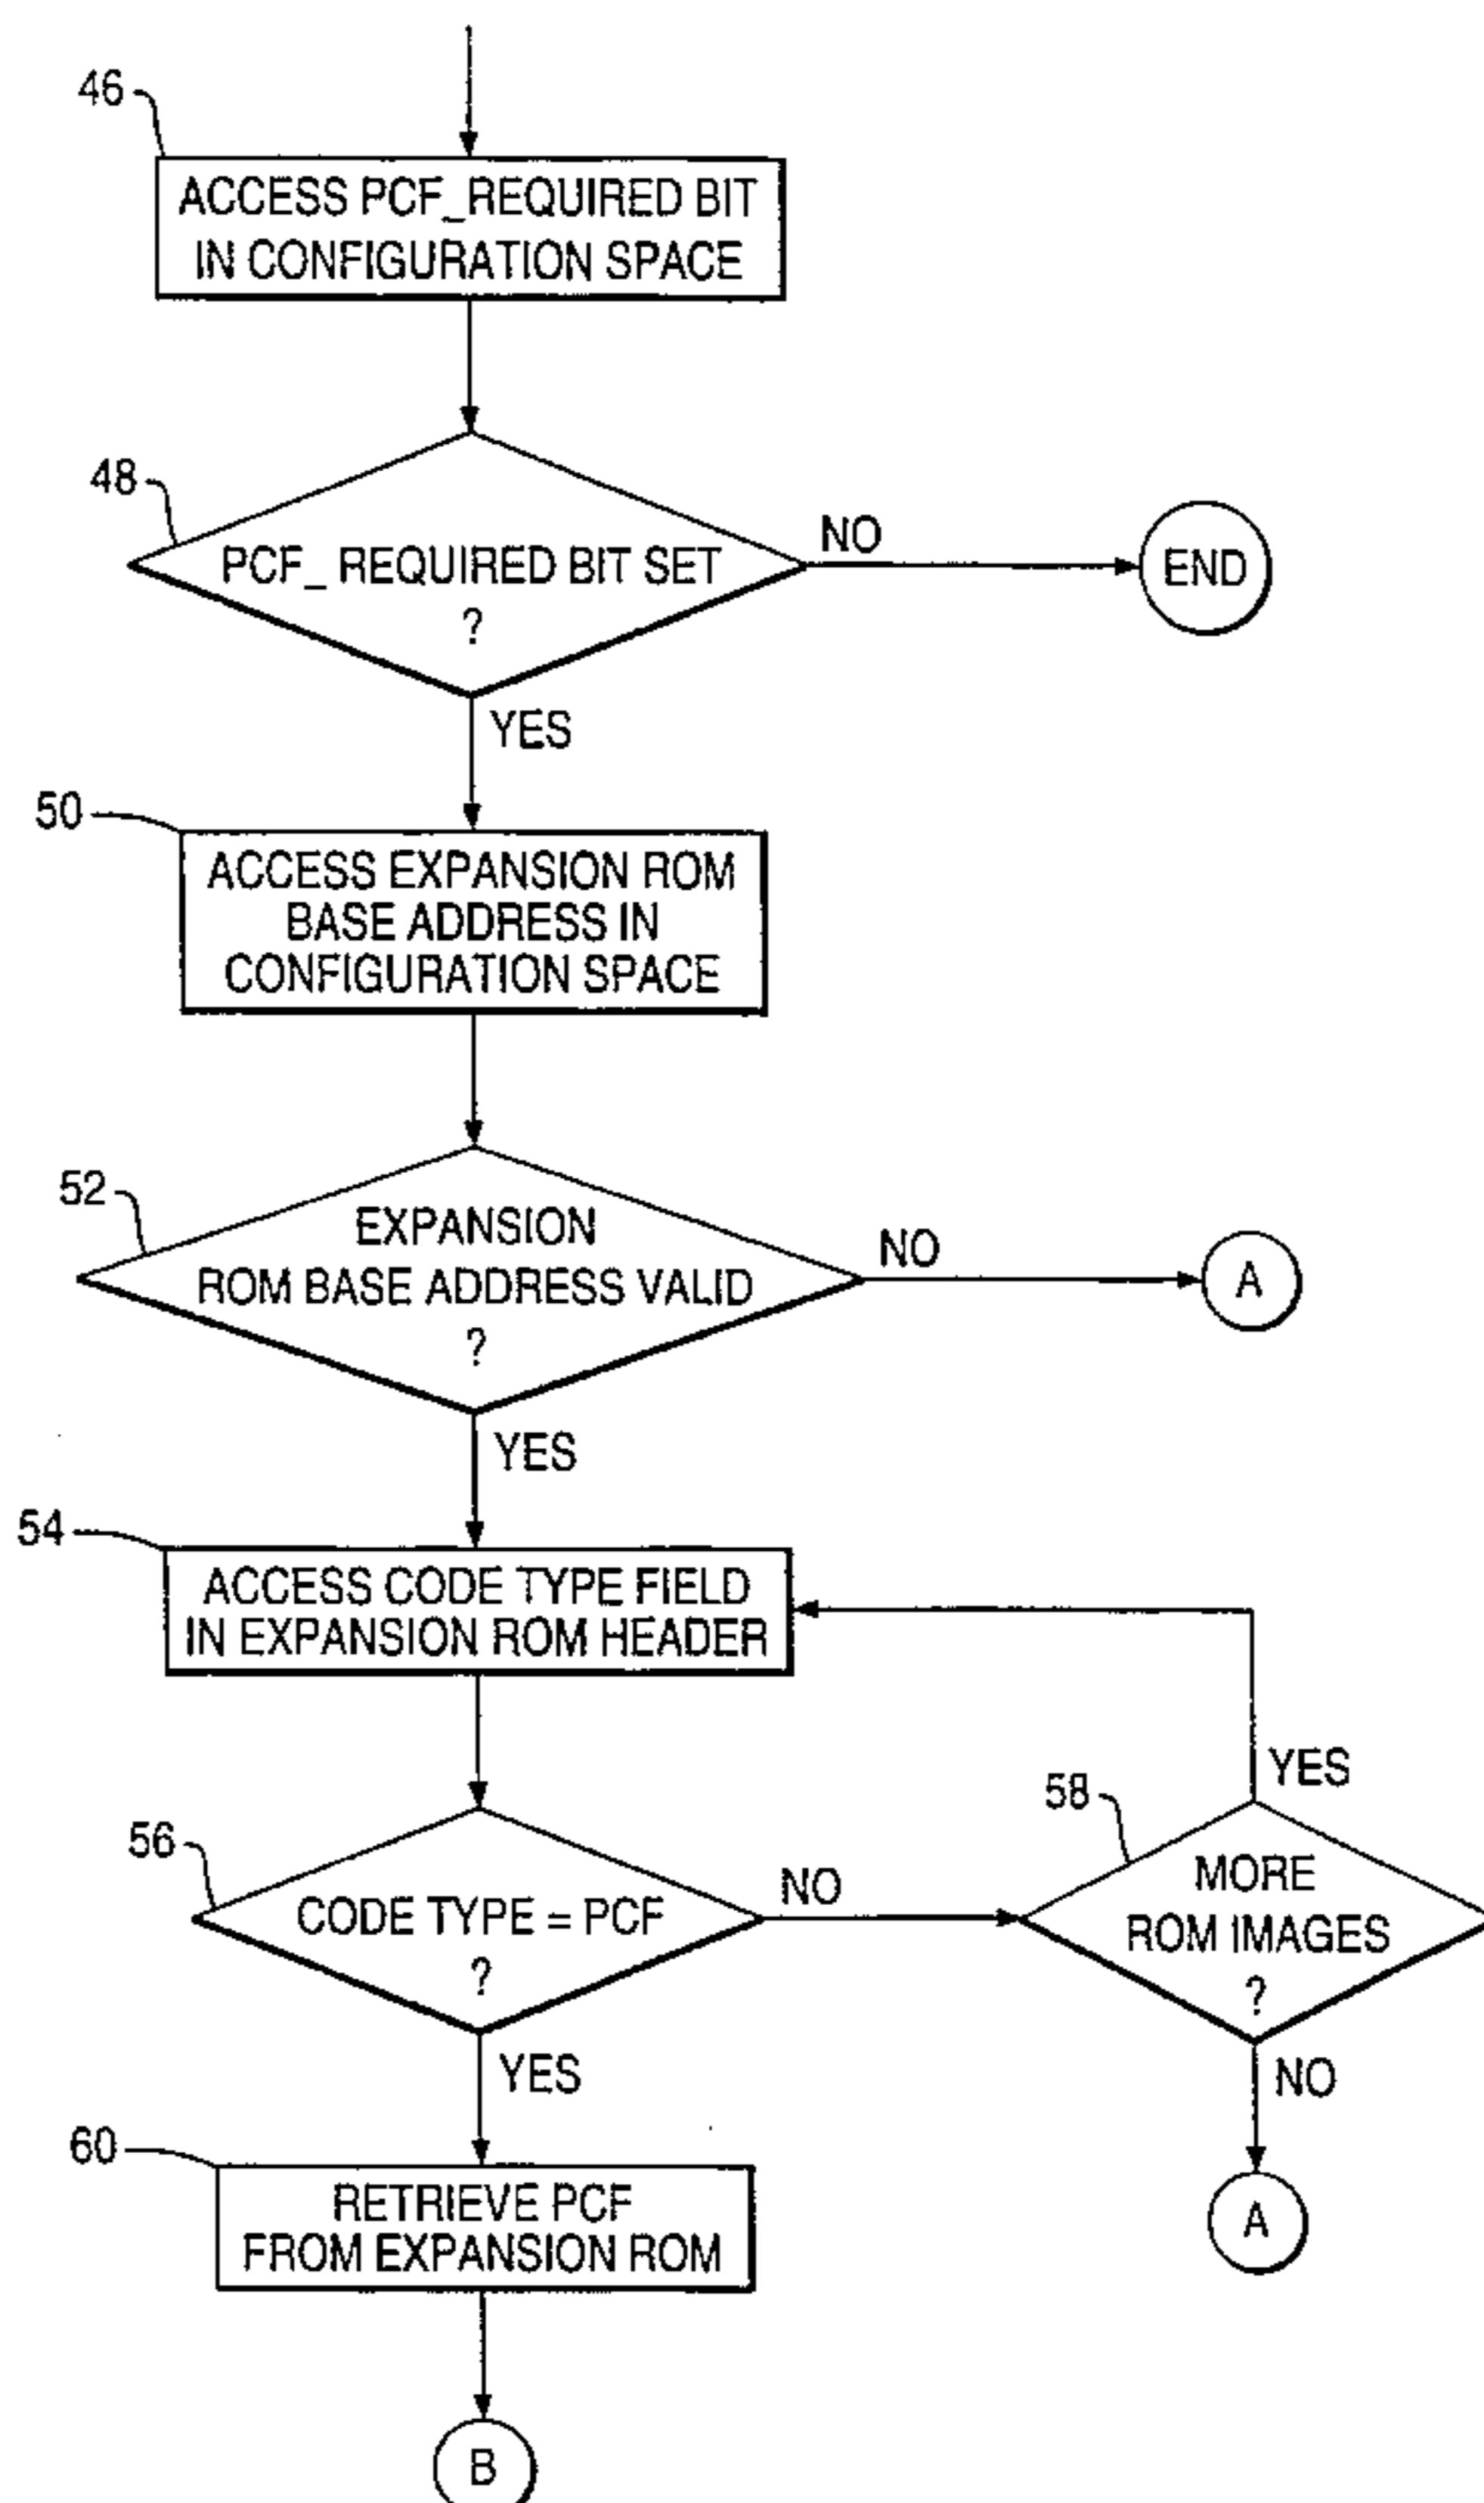 46
ACCESS PCF_REQUIRED BIT
IN CONFIGURATION SPACE
48
PCF_ REQUIRED BIT SET
?
NO
END
YES
50
ACCESS EXPANSION ROM
BASE ADDRESS IN
CONFIGURATION SPACE
52
EXPANSION
ROM BASE ADDRESS VALID
?
NO
A
YES
54
ACCESS CODE TYPE FIELD
IN EXPANSION ROM HEADER
56
CODE TYPE = PCF
?
NO
58
MORE
ROM IMAGES
?
YES
NO
A
YES
60
RETRIEVE PCF
FROM EXPANSION ROM
B